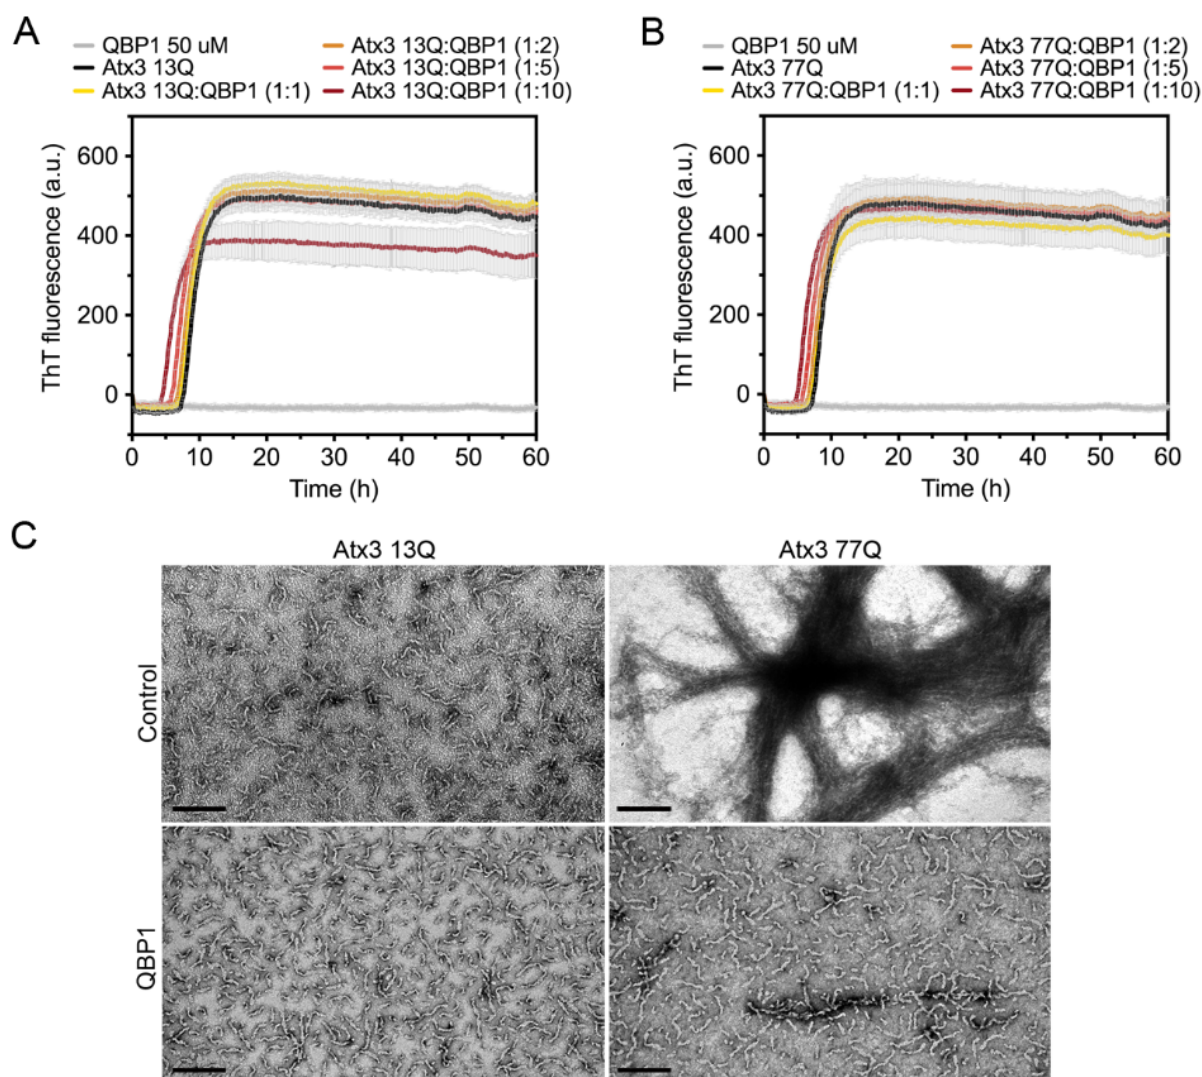 A
QBP1 50 uM
Atx3 13Q:QBP1 (1:2)
Atx3 13Q
Atx3 13Q:QBP1 (1:5)
Atx3 13Q:QBP1 (1:1)
Atx3 13Q:QBP1 (1:10)
600
400
200
0
ThT fluorescence (a.u.)
0
10
20
30
40
50
60
Time (h)
B
QBP1 50 uM
Atx3 77Q:QBP1 (1:2)
Atx3 77Q
Atx3 77Q:QBP1 (1:5)
Atx3 77Q:QBP1 (1:1)
Atx3 77Q:QBP1 (1:10)
600
400
200
0
ThT fluorescence (a.u.)
0
10
20
30
40
50
60
Time (h)
C
Atx3 13Q
Atx3 77Q
Control
QBP1